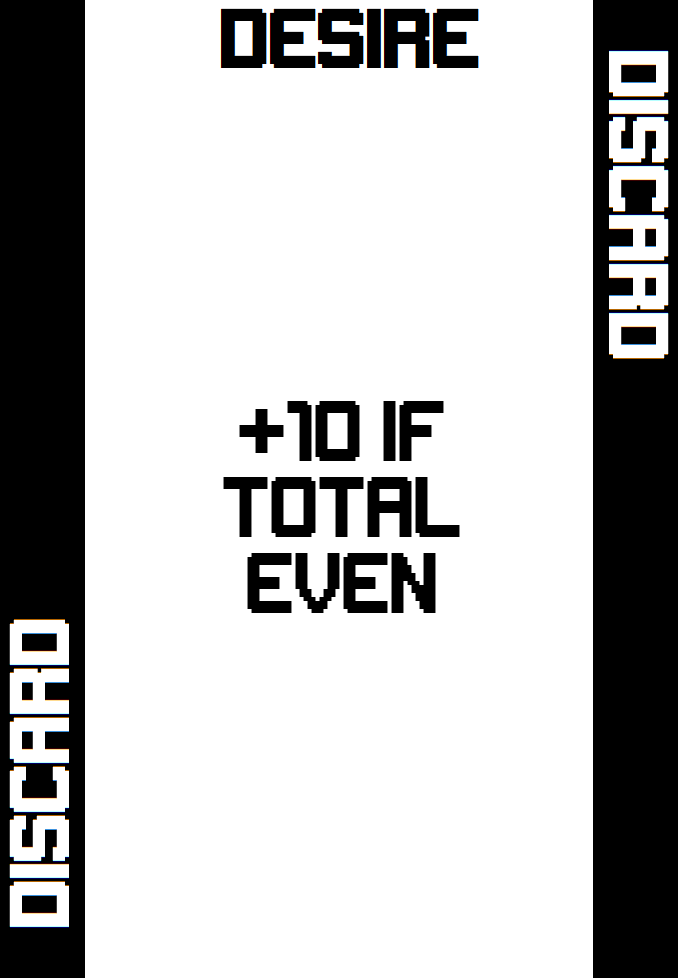 DESIRE
DISCARD
+10 IF
TOTAL
EVEN
DISCARD